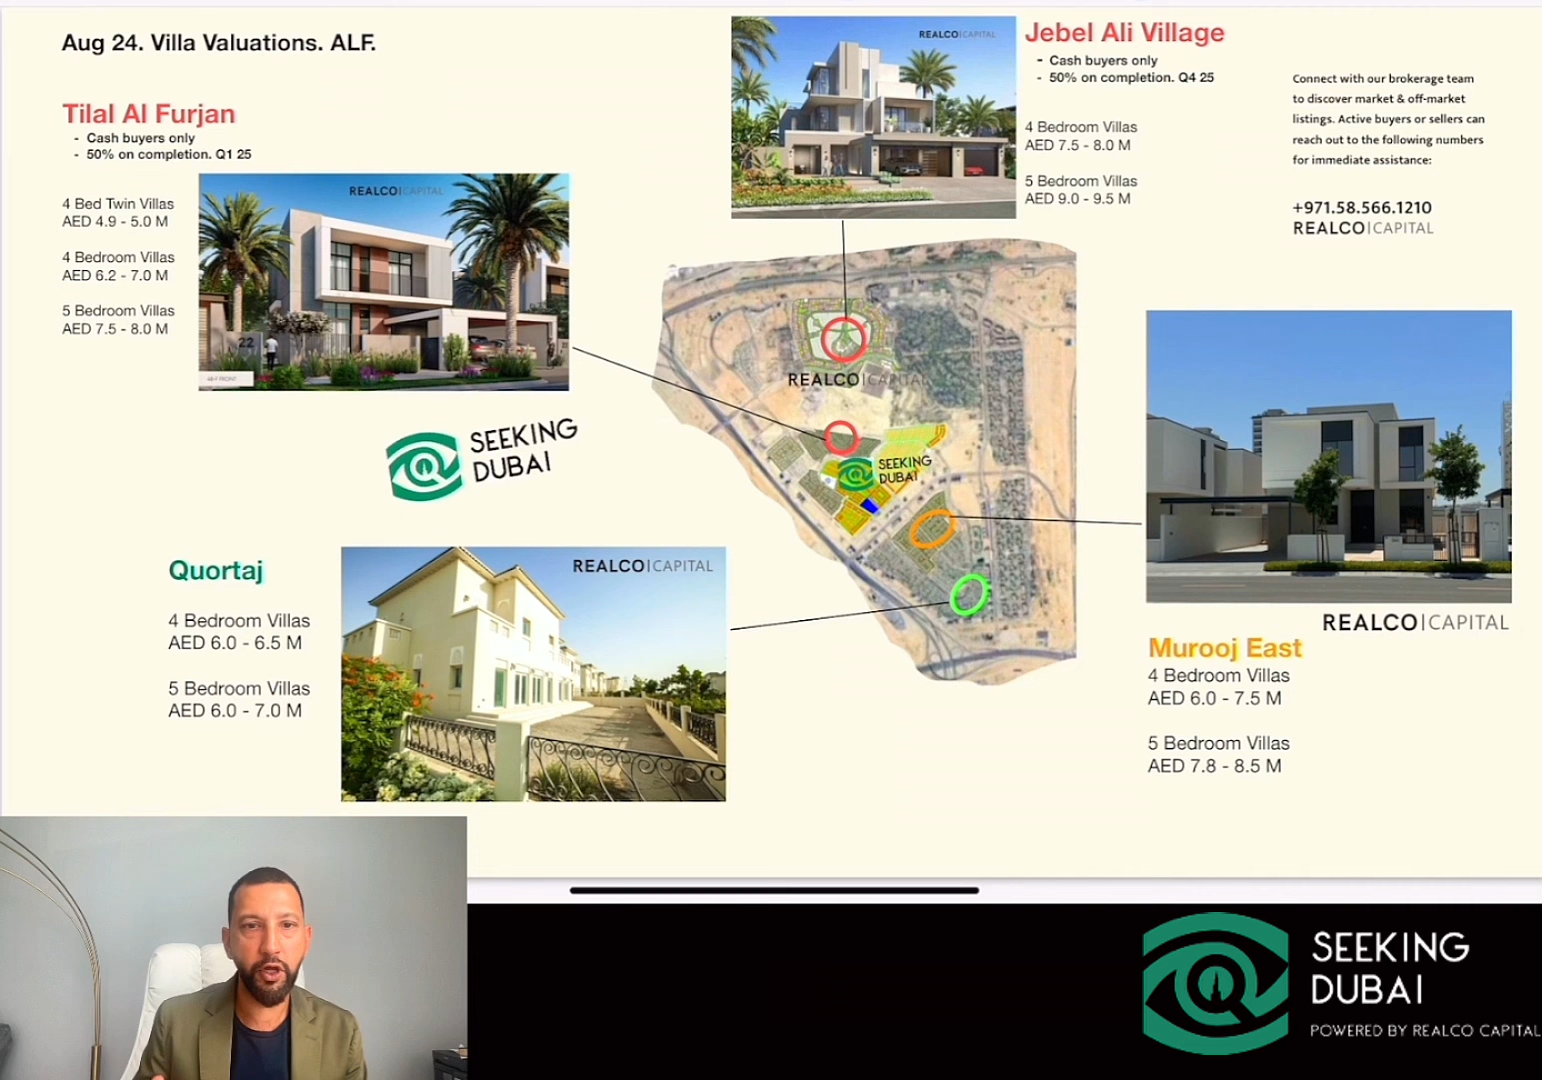 Aug 24. Villa Valuations. ALF.
Tilal Al Furjan
- Cash buyers only
- 50% on completion. Q1 25
4 Bed Twin Villas
AED 4.9 - 5.0 M
4 Bedroom Villas
AED 6.2 - 7.0 M
5 Bedroom Villas
AED 7.5 - 8.0 M
REALCO|CAPITAL
22
REALCO|CAPITAL
Jebel Ali Village
- Cash buyers only
- 50% on completion. Q4 25
4 Bedroom Villas
AED 7.5 - 8.0 M
5 Bedroom Villas
AED 9.0 - 9.5 M
Connect with our brokerage team
to discover market & off-market
listings. Active buyers or sellers can
reach out to the following numbers
for immediate assistance:
+971.58.566.1210
REALCO|CAPITAL
SEEKING
DUBAI
REALCO|CAPITAL
SEEKING
DUBAI
Quortaj
4 Bedroom Villas
AED 6.0 - 6.5 M
5 Bedroom Villas
AED 6.0 - 7.0 M
REALCO|CAPITAL
REALCO|CAPITAL
Murooj East
4 Bedroom Villas
AED 6.0 - 7.5 M
5 Bedroom Villas
AED 7.8 - 8.5 M
SEEKING
DUBAI
POWERED BY REALCO CAPITAL